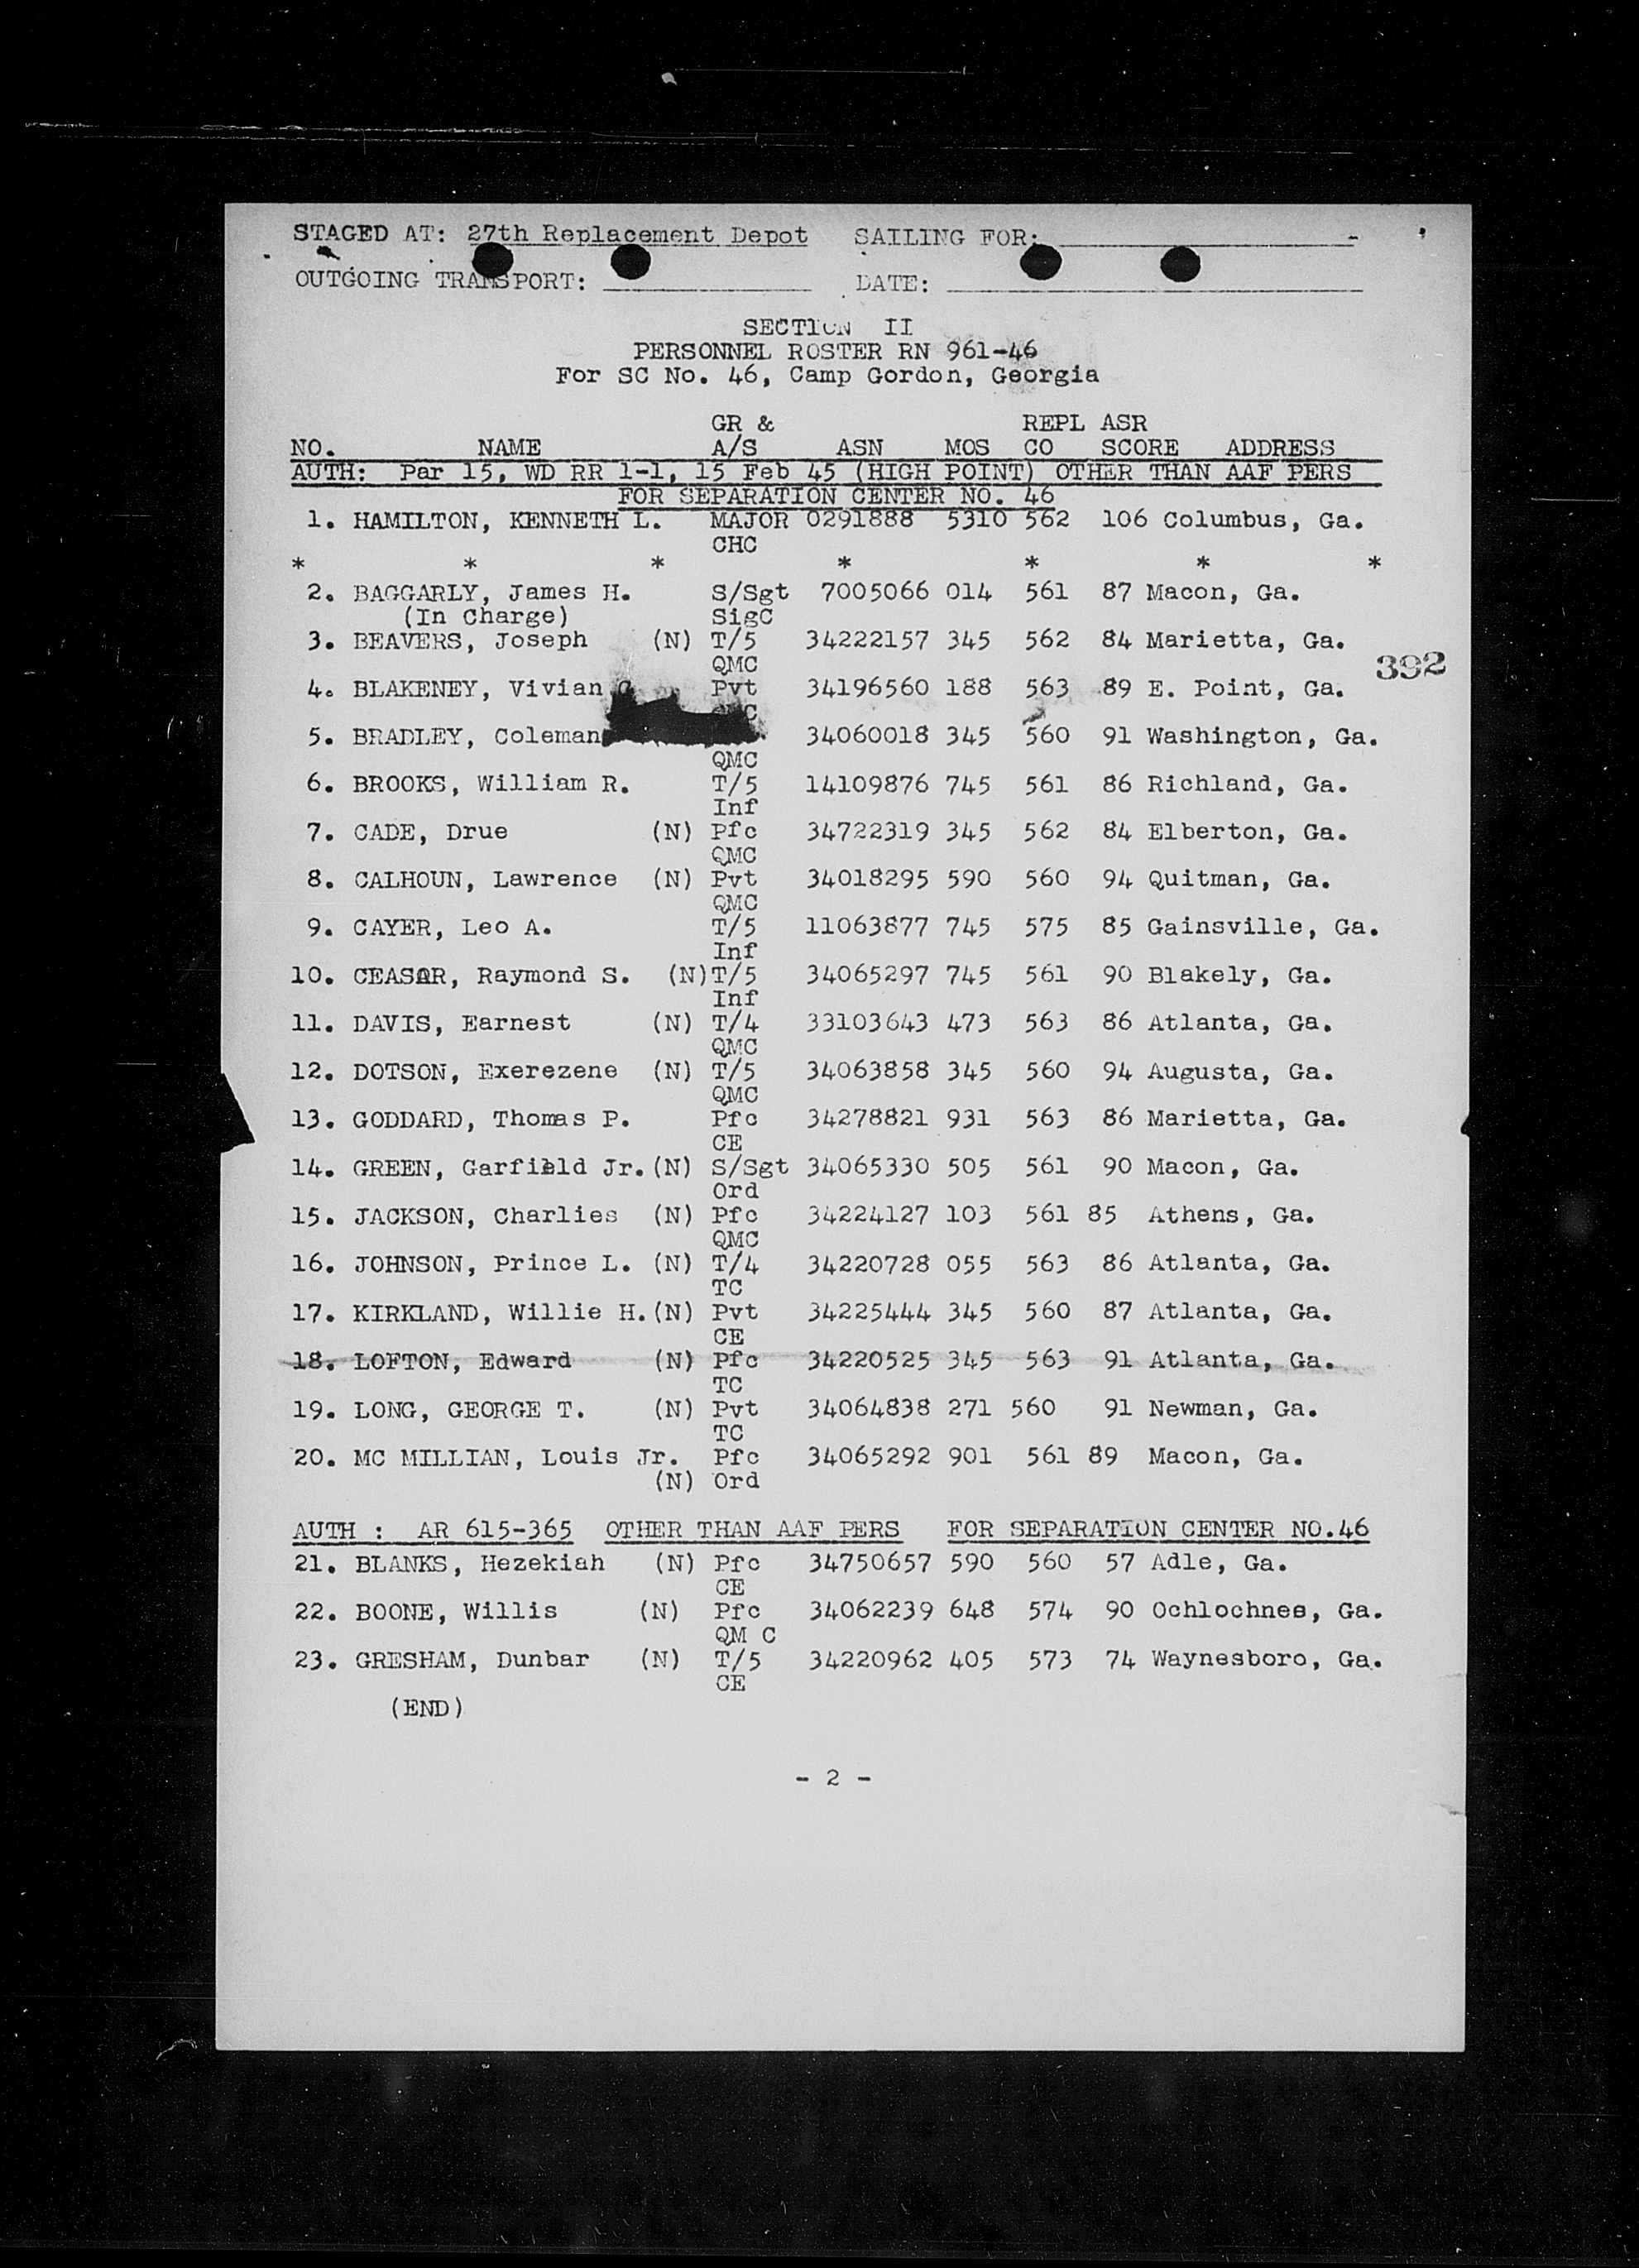 STAGED AT: 27th Replacement Depot SAILING FOR:
OUTGOING TRANSPORT: DATE:
SECTION II
PERSONNEL ROSTER RN 961-46
For SC No. 46, Camp Gordon, Georgia
GR & REPL ASR
NO. NAME A/S ASN MOS CO SCORE ADDRESS
AUTH: Par 15, WD RR 1-1, 15 Feb 45 (HIGH POINT) OTHER THAN AAF PERS
FOR SEPARATION CENTER NO. 46
1. HAMILTON, KENNETH L. MAJOR 0291888 5310 562 106 Columbus, Ga.
CHC
* * * * * * *
2. BAGGARLY, James H. S/Sgt 7005066 014 561 87 Macon, Ga.
(In Charge) SigC
3. BEAVERS, Joseph (N) T/5 34222157 345 562 84 Marietta, Ga.
QMC
392
4. BLAKENEY, Vivian Pvt 34196560 188 563 89 E. Point, Ga.
5. BRADLEY, Coleman 34060018 345 560 91 Washington, Ga.
QMC
6. BROOKS, William R. T/5 14109876 745 561 86 Richland, Ga.
Inf
7. CADE, Drue (N) Pfc 34722319 345 562 84 Elberton, Ga.
QMC
8. CALHOUN, Lawrence (N) Pvt 34018295 590 560 94 Quitman, Ga.
QMC
9. CAYER, Leo A. T/5 11063877 745 575 85 Gainsville, Ga.
Inf
10. CEASAR, Raymond S. (N)T/5 34065297 745 561 90 Blakely, Ga.
Inf
11. DAVIS, Earnest (N) T/4 33103643 473 563 86 Atlanta, Ga.
QMC
12. DOTSON, Exerezene (N) T/5 34063858 345 560 94 Augusta, Ga.
QMC
13. GODDARD, Thomas P. Pfc 34278821 931 563 86 Marietta, Ga.
CE
14. GREEN, Garfield Jr.(N) S/Sgt 34065330 505 561 90 Macon, Ga.
Ord
15. JACKSON, Charlies (N) Pfc 34224127 103 561 85 Athens, Ga.
QMC
16. JOHNSON, Prince L. (N) T/4 34220728 055 563 86 Atlanta, Ga.
TC
17. KIRKLAND, Willie H.(N) Pvt 34225444 345 560 87 Atlanta, Ga.
CE
18. LOFTON, Edward (N) Pfc 34220525 345 563 91 Atlanta, Ga.
TC
19. LONG, GEORGE T. (N) Pvt 34064838 271 560 91 Newman, Ga.
TC
20. MC MILLIAN, Louis Jr. Pfc 34065292 901 561 89 Macon, Ga.
(N) Ord
AUTH : AR 615-365 OTHER THAN AAF PERS FOR SEPARATION CENTER NO.46
21. BLANKS, Hezekiah (N) Pfc 34750657 590 560 57 Adle, Ga.
CE
22. BOONE, Willis (N) Pfc 34062239 648 574 90 Ochlochnee, Ga.
QM C
23. GRESHAM, Dunbar (N) T/5 34220962 405 573 74 Waynesboro, Ga.
CE
(END)
- 2 -